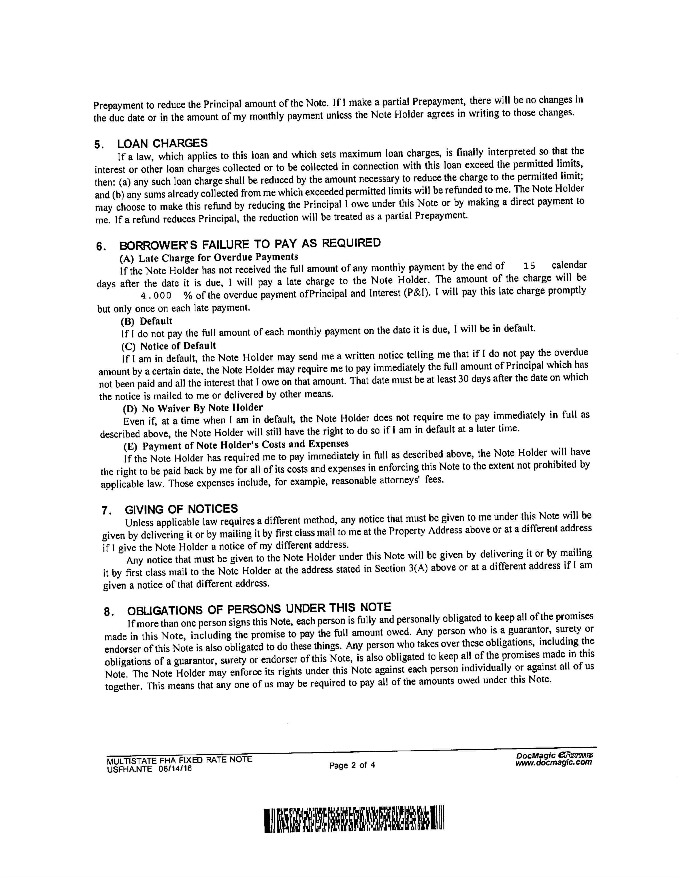 Prepayment to reduce the Principal amount of the Note. If I make a partial Prepayment, there will be no changes in
the due date or in the amount of my monthly payment unless the Note Holder agrees in writing to those changes.
5. LOAN CHARGES
If a law, which applies to this loan and which sets maximum loan charges, is finally interpreted so that the
interest or other loan charges collected or to be collected in connection with this loan exceed the permitted limits,
then: (a) any such loan charge shall be reduced by the amount necessary to reduce the charge to the permitted limit;
and (b) any sums already collected from me which exceeded permitted limits will be refunded to me. The Note Holder
may choose to make this refund by reducing the Principal I owe under this Note or by making a direct payment to
me. If a refund reduces Principal, the reduction will be treated as a partial Prepayment.
6. BORROWER'S FAILURE TO PAY AS REQUIRED
(A) Late Charge for Overdue Payments
If the Note Holder has not received the full amount of any monthly payment by the end of 15 calendar
days after the date it is due, I will pay a late charge to the Note Holder. The amount of the charge will be
4.000 % of the overdue payment of Principal and Interest (P&I). I will pay this late charge promptly
but only once on each late payment.
(B) Default
If I do not pay the full amount of each monthly payment on the date it is due, I will be in default.
(C) Notice of Default
If I am in default, the Note Holder may send me a written notice telling me that if I do not pay the overdue
amount by a certain date, the Note Holder may require me to pay immediately the full amount of Principal which has
not been paid and all the interest that I owe on that amount. That date must be at least 30 days after the date on which
the notice is mailed to me or delivered by other means.
(D) No Waiver By Note Holder
Even if, at a time when I am in default, the Note Holder does not require me to pay immediately in full as
described above, the Note Holder will still have the right to do so if I am in default at a later time.
(E) Payment of Note Holder's Costs and Expenses
If the Note Holder has required me to pay immediately in full as described above, the Note Holder will have
the right to be paid back by me for all of its costs and expenses in enforcing this Note to the extent not prohibited by
applicable law. Those expenses include, for example, reasonable attorneys' fees.
7. GIVING OF NOTICES
Unless applicable law requires a different method, any notice that must be given to me under this Note will be
given by delivering it or by mailing it by first class mail to me at the Property Address above or at a different address
if I give the Note Holder a notice of my different address.
Any notice that must be given to the Note Holder under this Note will be given by delivering it or by mailing
it by first class mail to the Note Holder at the address stated in Section 3(A) above or at a different address if I am
given a notice of that different address.
8. OBLIGATIONS OF PERSONS UNDER THIS NOTE
If more than one person signs this Note, each person is fully and personally obligated to keep all of the promises
made in this Note, including the promise to pay the full amount owed. Any person who is a guarantor, surety or
endorser of this Note is also obligated to do these things. Any person who takes over these obligations, including the
obligations of a guarantor, surety or endorser of this Note, is also obligated to keep all of the promises made in this
Note. The Note Holder may enforce its rights under this Note against each person individually or against all of us
together. This means that any one of us may be required to pay all of the amounts owed under this Note.
MULTISTATE FHA FIXED RATE NOTE
USFHA.NTE 06/14/16
Page 2 of 4
DocMagic
www.docmagic.com